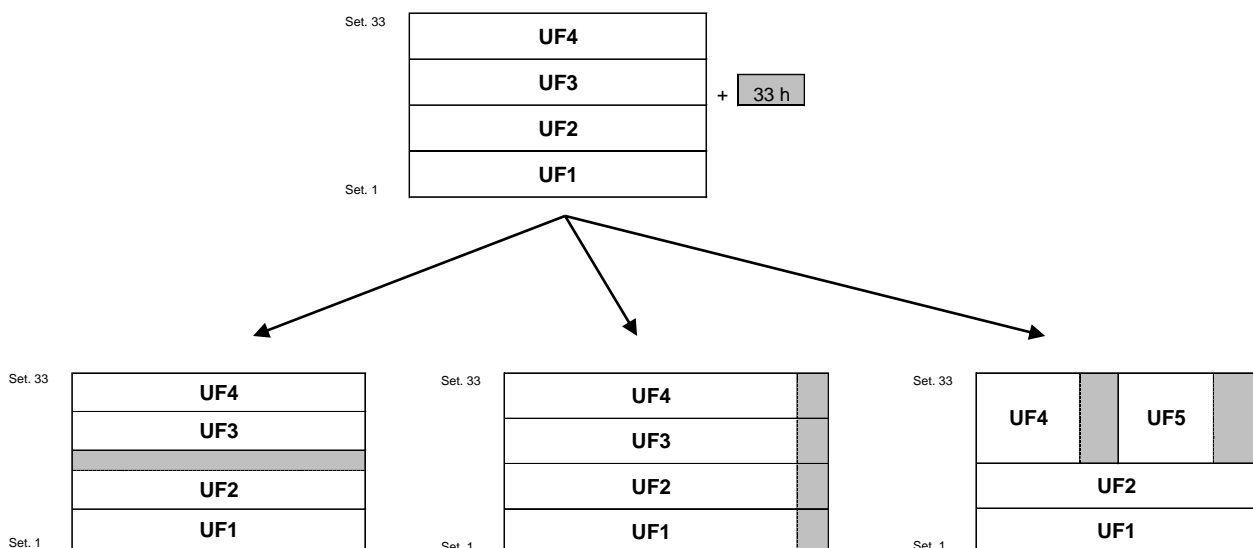 Set. 33
UF4
UF3
+ 33 h
UF2
UF1
Set. 1
Set. 33
UF4
UF3
UF2
UF1
Set. 1
Set. 33
UF4
UF3
UF2
UF1
Set. 1
Set. 33
UF4 UF5
UF2
UF1
Set. 1